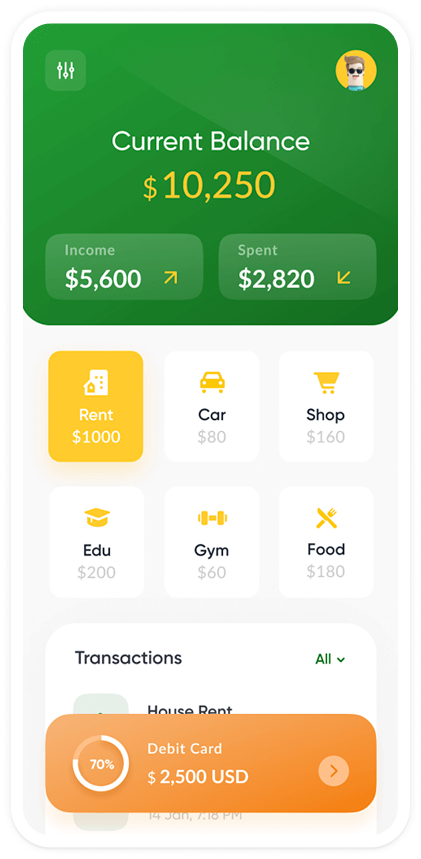 Current Balance
$10,250
Income
$5,600
Spent
$2,820
Rent
$1000
Car
$80
Shop
$160
Edu
$200
Gym
$60
Food
$180
Transactions
All
House Rent
Debit Card
70%
$ 2,500 USD
14 Jan, 7:18 PM